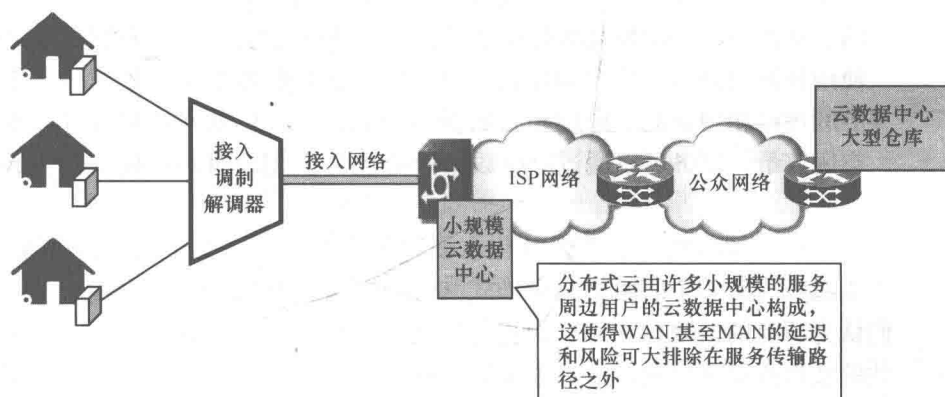 接入
调制
解调器
接入网络
小规模
云数据
中心
ISP网络
公众网络
云数据中心
大型仓库
分布式云由许多小规模的服务
周边用户的云数据中心构成，
这使得WAN,甚至MAN的延迟
和风险可大排除在服务传输路
径之外